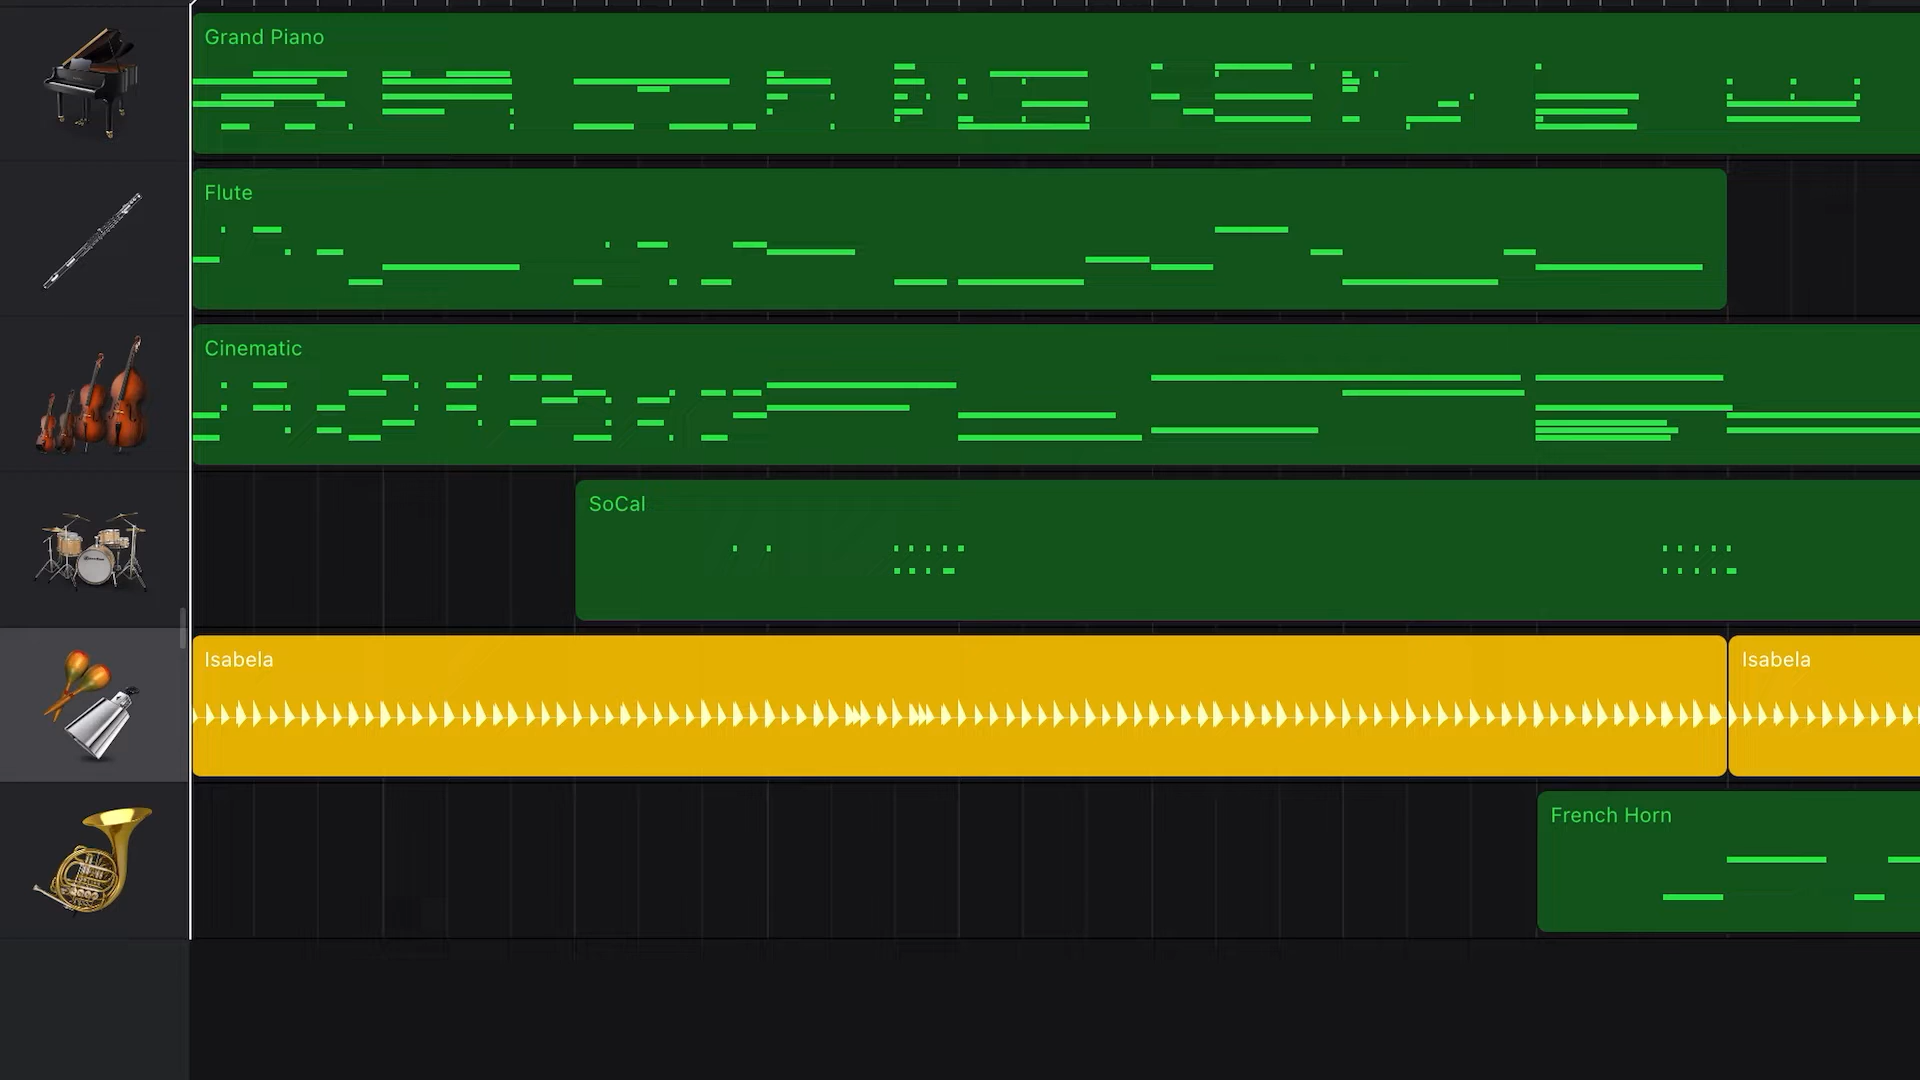 Grand Piano
Flute
Cinematic
SoCal
Isabela
Isabela
French Horn